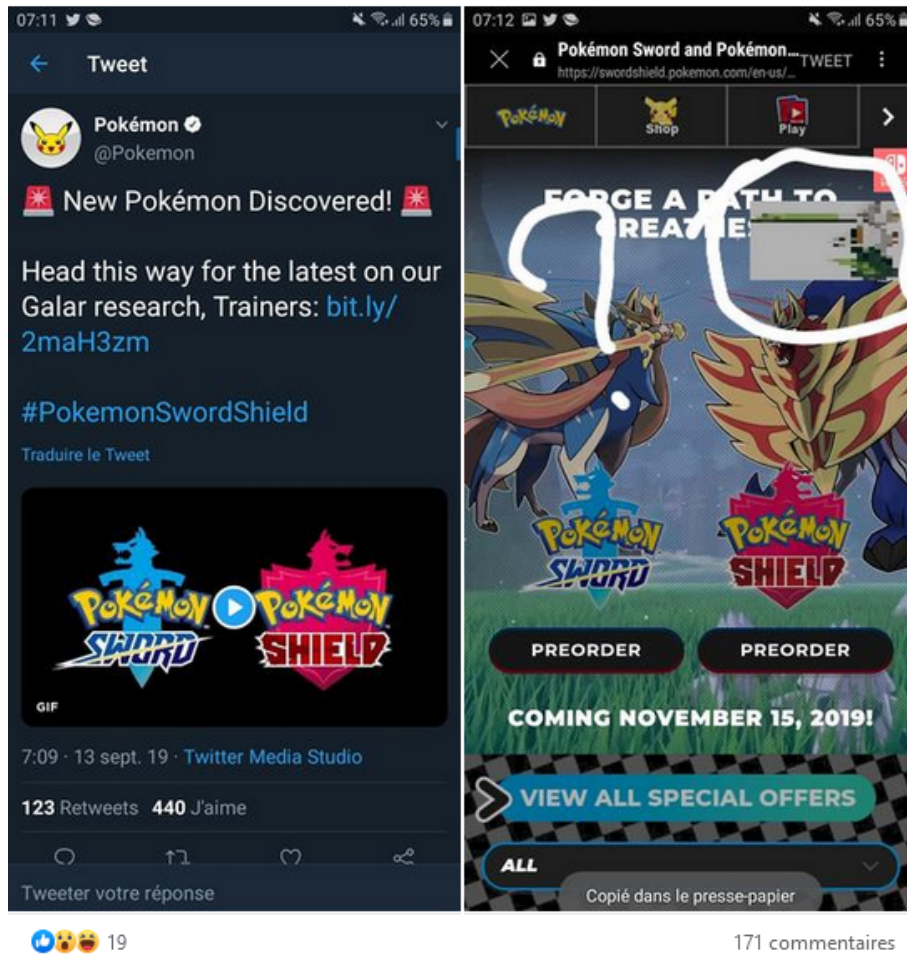 07:11
65%
Tweet
Pokémon
@Pokemon
🚨 New Pokémon Discovered! 🚨
Head this way for the latest on our
Galar research, Trainers: bit.ly/
2maH3zm
#PokemonSwordShield
Traduire le Tweet
POKÉMON POKÉMON
SWORD SHIELD
GIF
7:09 · 13 sept. 19 · Twitter Media Studio
123 Retweets 440 J'aime
Tweeter votre réponse
07:12
65%
Pokémon Sword and Pokémon... TWEET
https://swordshield.pokemon.com/en-us/...
POKÉMON
Shop
Play
FORGE A PATH TO
GREATNE
POKÉMON POKÉMON
SWORD SHIELD
PREORDER PREORDER
COMING NOVEMBER 15, 2019!
VIEW ALL SPECIAL OFFERS
ALL
Copié dans le presse-papier
19
171 commentaires